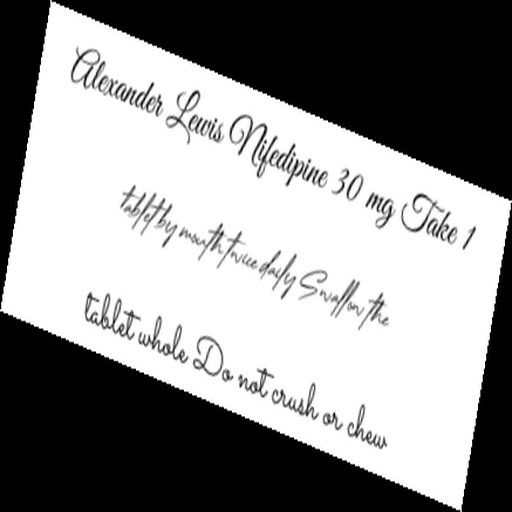 Alexander Lewis Nifedipine 30 mg Take 1
tablet by mouth twice daily Swallow the
tablet whole Do not crush or chew